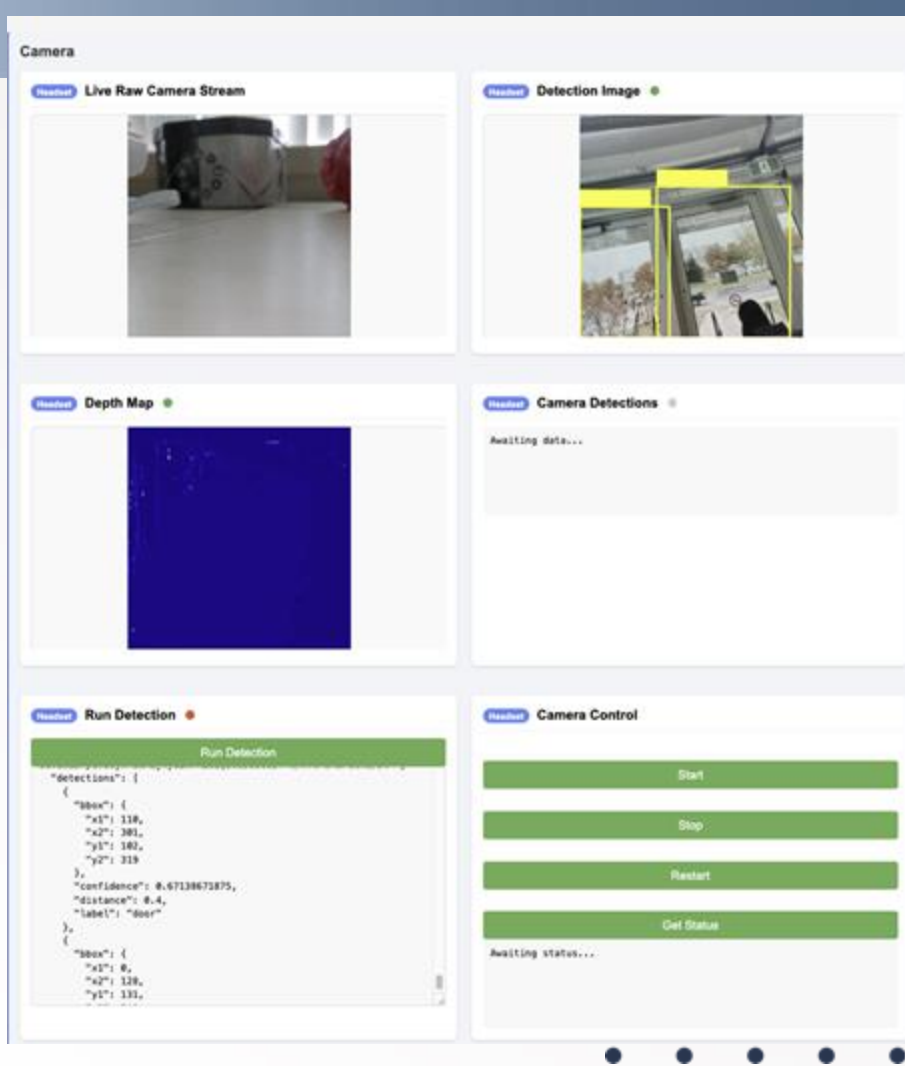 Camera
Headset Live Raw Camera Stream
Headset Detection Image
Headset Depth Map
Headset Camera Detections
Awaiting data...
Headset Run Detection
Run Detection
"detections": [
{
"bbox": {
"x1": 110,
"x2": 301,
"y1": 102,
"y2": 319
},
"confidence": 0.67138671875,
"distance": 0.4,
"label": "door"
},
{
"bbox": {
"x1": 0,
"x2": 128,
"y1": 131,
Headset Camera Control
Start
Stop
Restart
Get Status
Awaiting status...